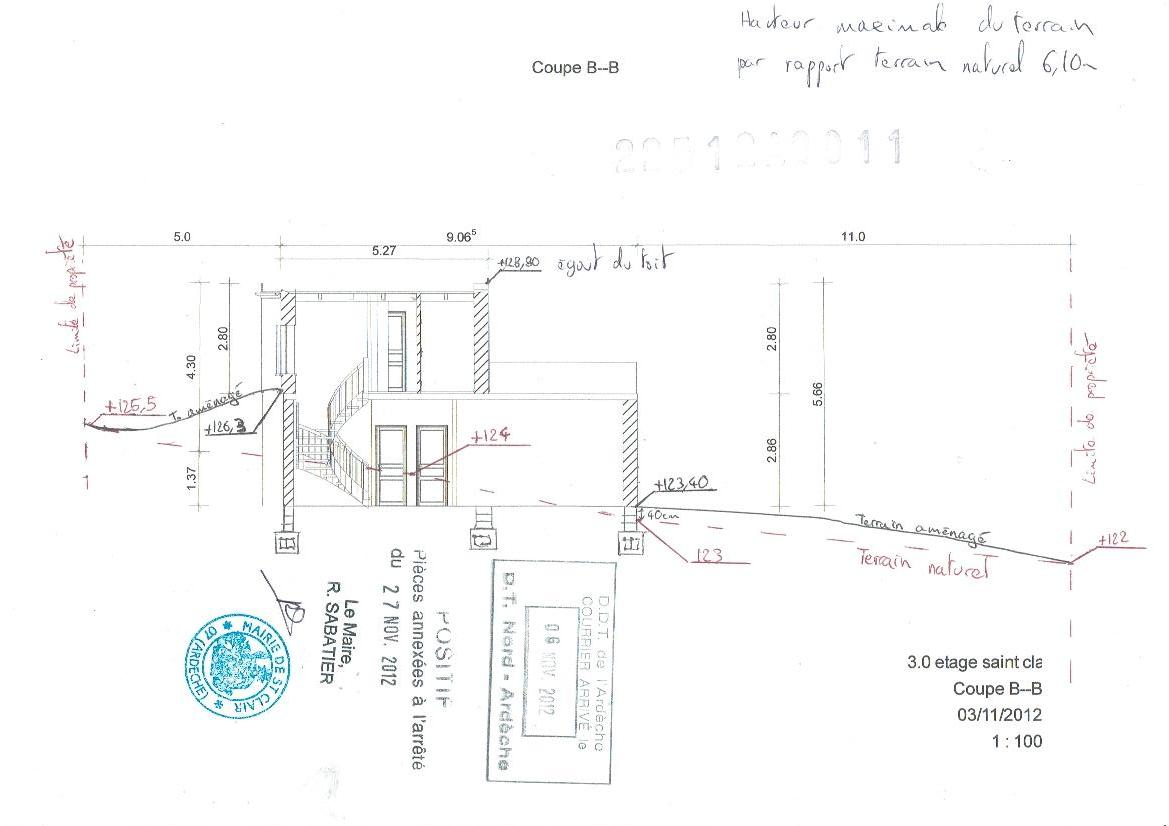 Hauteur maximale du terrain
par rapport terrain naturel 6,10m
Coupe B--B
5.0
9.06⁵
11.0
5.27
+128,80 égout du toit
Limite de propriété
2.80
4.30
1.37
+125,5
T. aménagé
+126,3
+124
2.80
5.66
2.86
Limite de propriété
+123,40
40cm
Terrain aménagé
+122
123
Terrain naturel
POSITIF
Pièces annexées à l'arrêté
du 27 NOV. 2012
Le Maire,
R. SABATIER
MAIRIE DE ST CLAIR
07 (ARDÈCHE)
D.D.T. de l'Ardèche
COURRIER ARRIVÉ le
06 NOV 2012
D.T. Nord - Ardèche
3.0 etage saint cla
Coupe B--B
03/11/2012
1 : 100